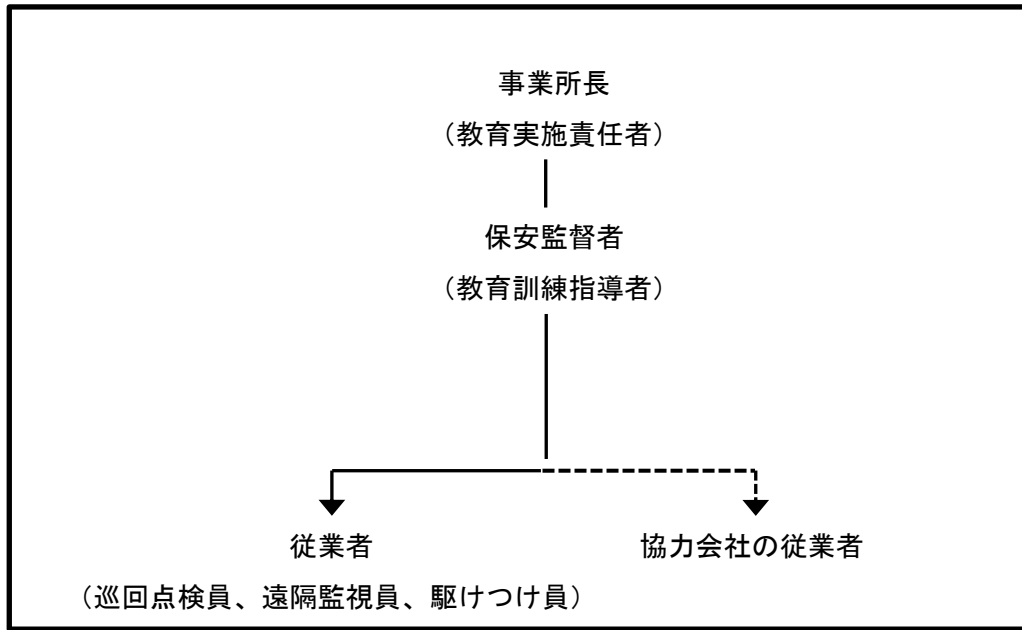 事業所長
（教育実施責任者）
保安監督者
（教育訓練指導者）
従業者
協力会社の従業者
（巡回点検員、遠隔監視員、駆けつけ員）